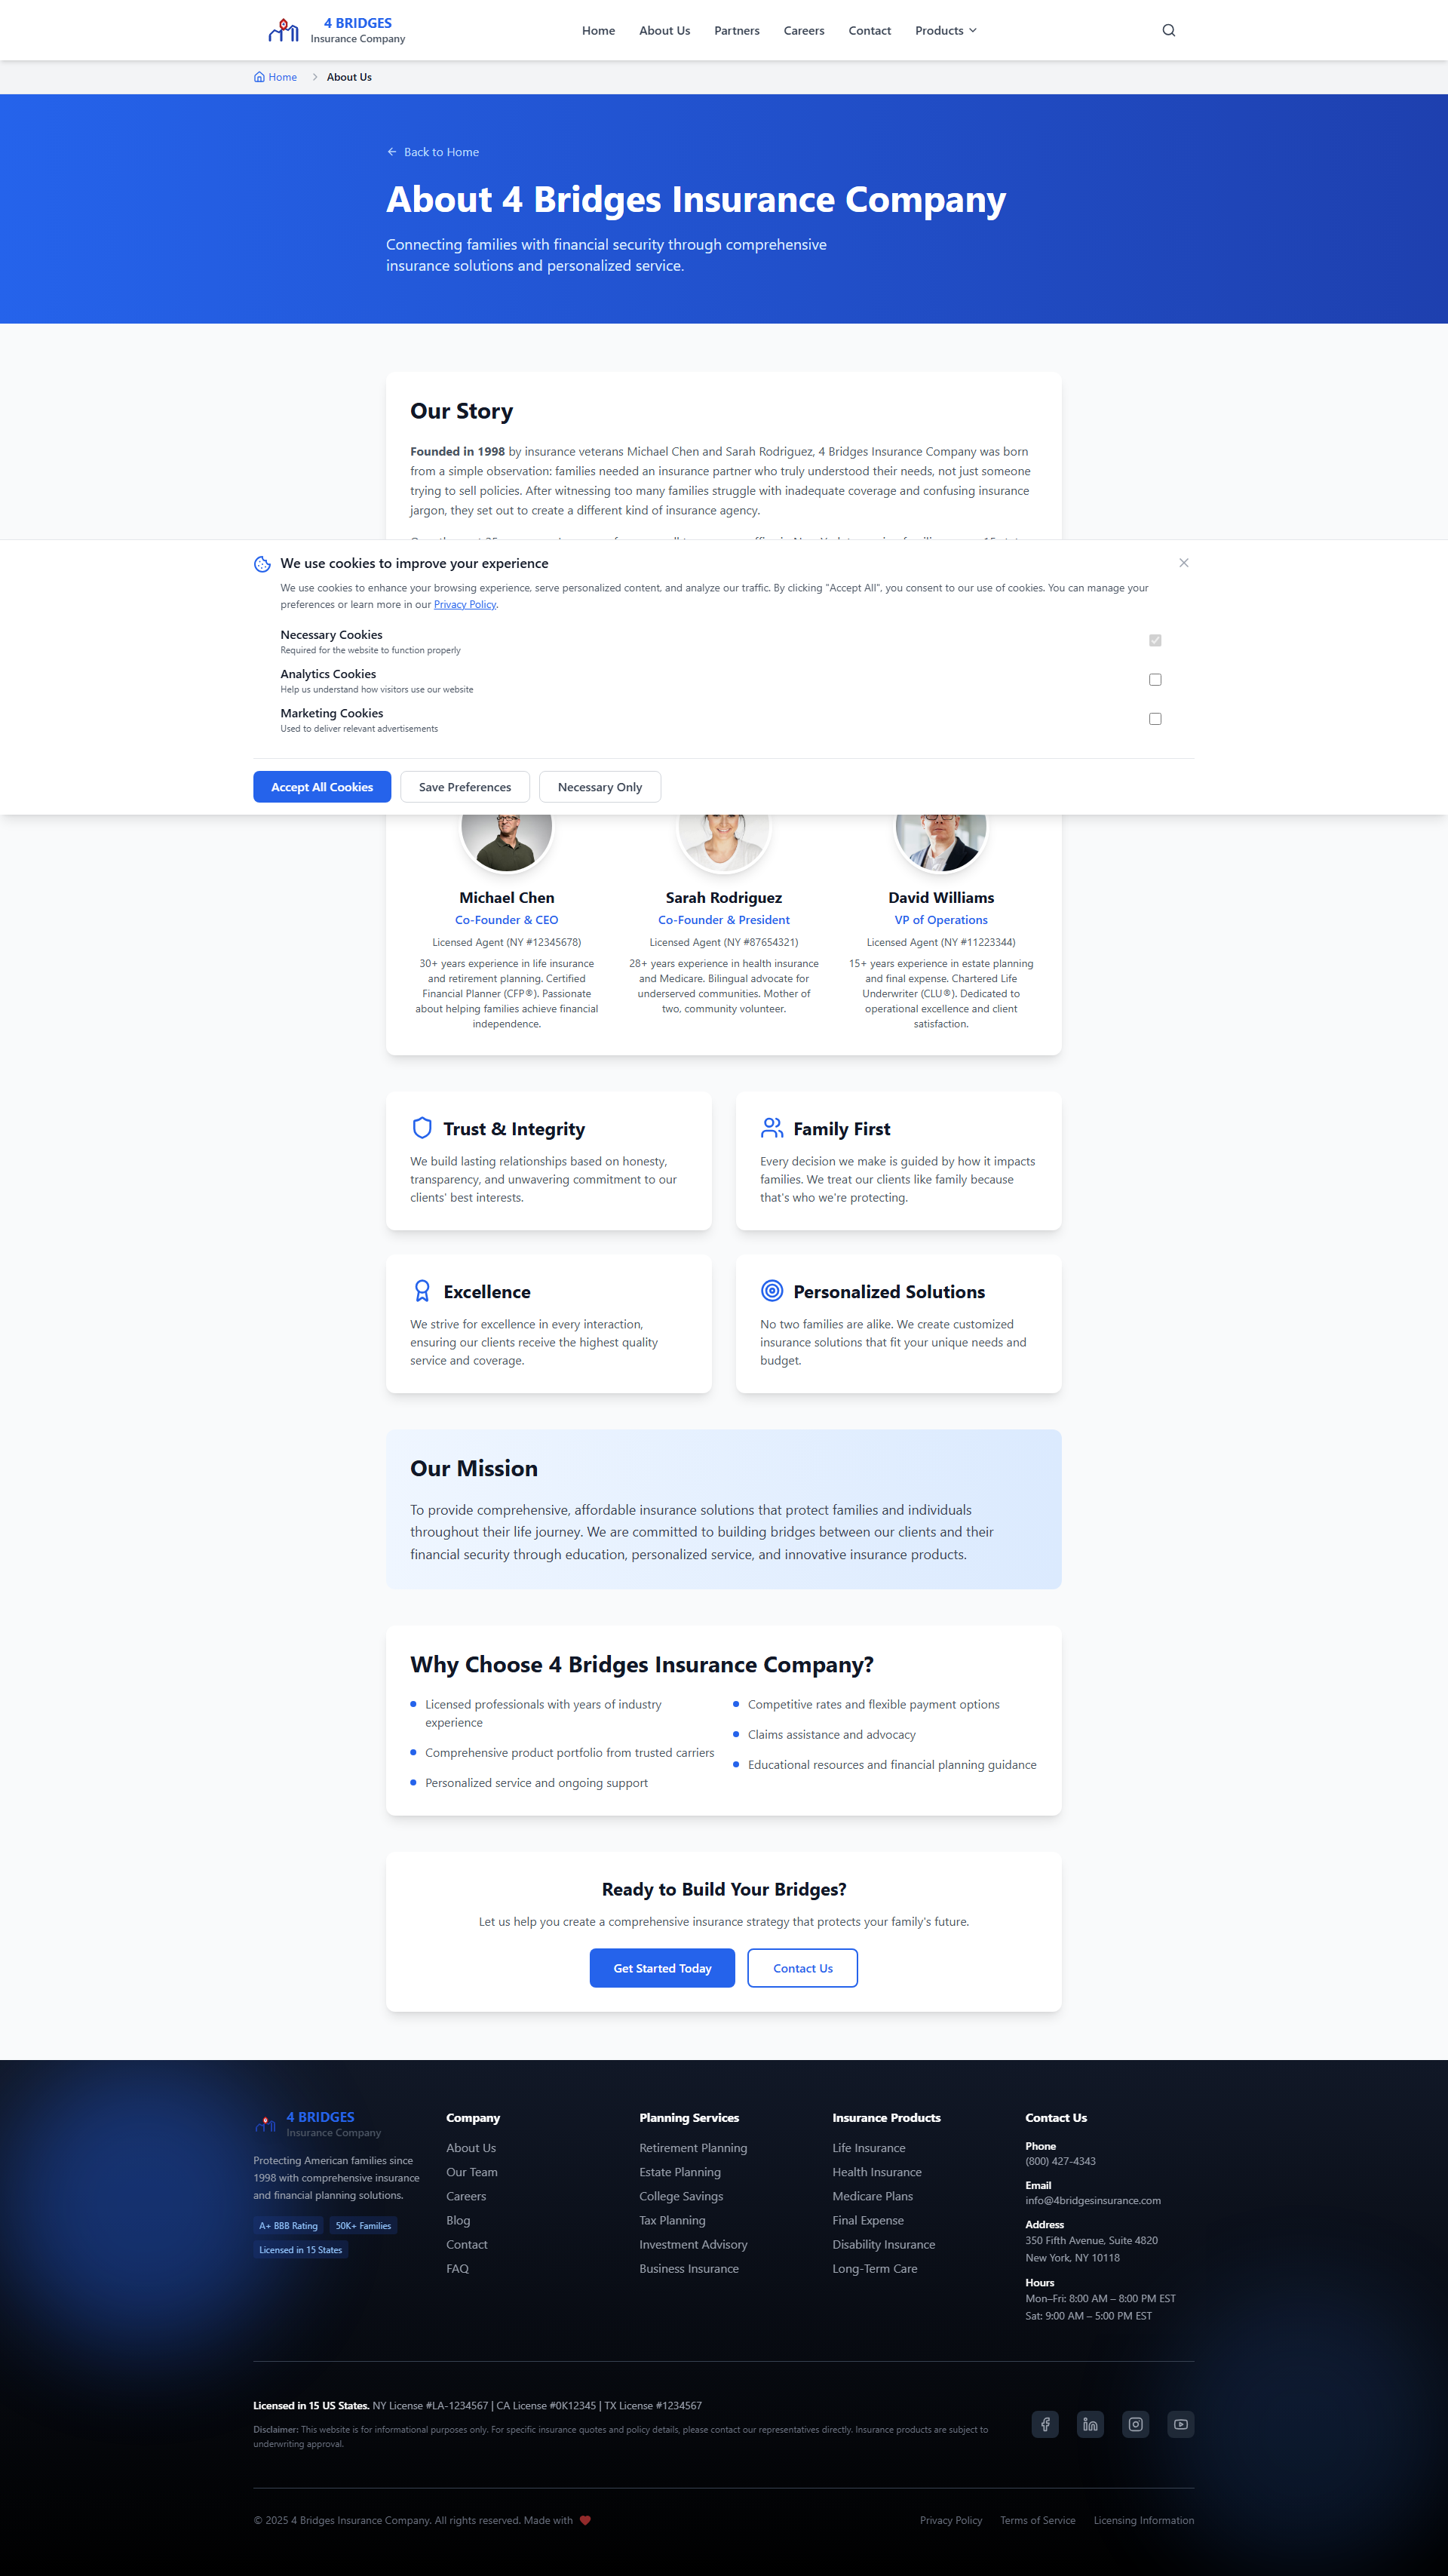 4 BRIDGES
Insurance Company
Home
About Us
Partners
Careers
Contact
Products
Home
About Us
Back to Home
About 4 Bridges Insurance Company
Connecting families with financial security through comprehensive
insurance solutions and personalized service.
Our Story
Founded in 1998 by insurance veterans Michael Chen and Sarah Rodriguez, 4 Bridges Insurance Company was born
from a simple observation: families needed an insurance partner who truly understood their needs, not just someone
trying to sell policies. After witnessing too many families struggle with inadequate coverage and confusing insurance
jargon, they set out to create a different kind of insurance agency.
We use cookies to improve your experience
We use cookies to enhance your browsing experience, serve personalized content, and analyze our traffic. By clicking "Accept All", you consent to our use of cookies. You can manage your
preferences or learn more in our Privacy Policy.
Necessary Cookies
Required for the website to function properly
Analytics Cookies
Help us understand how visitors use our website
Marketing Cookies
Used to deliver relevant advertisements
Accept All Cookies
Save Preferences
Necessary Only
Michael Chen
Co-Founder & CEO
Licensed Agent (NY #12345678)
30+ years experience in life insurance
and retirement planning. Certified
Financial Planner (CFP®). Passionate
about helping families achieve financial
independence.
Sarah Rodriguez
Co-Founder & President
Licensed Agent (NY #87654321)
28+ years experience in health insurance
and Medicare. Bilingual advocate for
underserved communities. Mother of
two, community volunteer.
David Williams
VP of Operations
Licensed Agent (NY #11223344)
15+ years experience in estate planning
and final expense. Chartered Life
Underwriter (CLU®). Dedicated to
operational excellence and client
satisfaction.
Trust & Integrity
We build lasting relationships based on honesty,
transparency, and unwavering commitment to our
clients' best interests.
Family First
Every decision we make is guided by how it impacts
families. We treat our clients like family because
that's who we're protecting.
Excellence
We strive for excellence in every interaction,
ensuring our clients receive the highest quality
service and coverage.
Personalized Solutions
No two families are alike. We create customized
insurance solutions that fit your unique needs and
budget.
Our Mission
To provide comprehensive, affordable insurance solutions that protect families and individuals
throughout their life journey. We are committed to building bridges between our clients and their
financial security through education, personalized service, and innovative insurance products.
Why Choose 4 Bridges Insurance Company?
Licensed professionals with years of industry
experience
Comprehensive product portfolio from trusted carriers
Personalized service and ongoing support
Competitive rates and flexible payment options
Claims assistance and advocacy
Educational resources and financial planning guidance
Ready to Build Your Bridges?
Let us help you create a comprehensive insurance strategy that protects your family's future.
Get Started Today
Contact Us
4 BRIDGES
Insurance Company
Protecting American families since
1998 with comprehensive insurance
and financial planning solutions.
A+ BBB Rating
50K+ Families
Licensed in 15 States
Company
About Us
Our Team
Careers
Blog
Contact
FAQ
Planning Services
Retirement Planning
Estate Planning
College Savings
Tax Planning
Investment Advisory
Business Insurance
Insurance Products
Life Insurance
Health Insurance
Medicare Plans
Final Expense
Disability Insurance
Long-Term Care
Contact Us
Phone
(800) 427-4343
Email
info@4bridgesinsurance.com
Address
350 Fifth Avenue, Suite 4820
New York, NY 10118
Hours
Mon–Fri: 8:00 AM – 8:00 PM EST
Sat: 9:00 AM – 5:00 PM EST
Licensed in 15 US States. NY License #LA-1234567 | CA License #0K12345 | TX License #1234567
Disclaimer: This website is for informational purposes only. For specific insurance quotes and policy details, please contact our representatives directly. Insurance products are subject to
underwriting approval.
© 2025 4 Bridges Insurance Company. All rights reserved. Made with
Privacy Policy
Terms of Service
Licensing Information